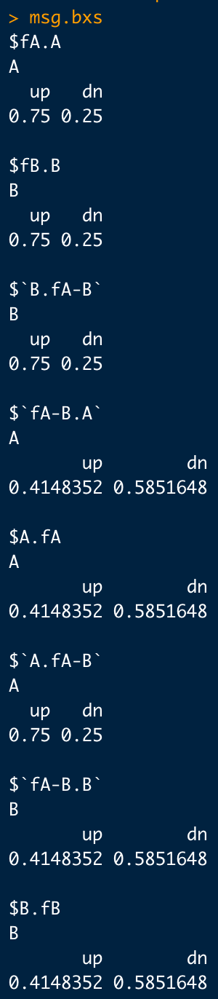 > msg.bxs
$fA.A
A
  up   dn
0.75 0.25

$fB.B
B
  up   dn
0.75 0.25

$`B.fA-B`
B
  up   dn
0.75 0.25

$`fA-B.A`
A
       up        dn
0.4148352 0.5851648

$A.fA
A
       up        dn
0.4148352 0.5851648

$`A.fA-B`
A
  up   dn
0.75 0.25

$`fA-B.B`
B
       up        dn
0.4148352 0.5851648

$B.fB
B
       up        dn
0.4148352 0.5851648